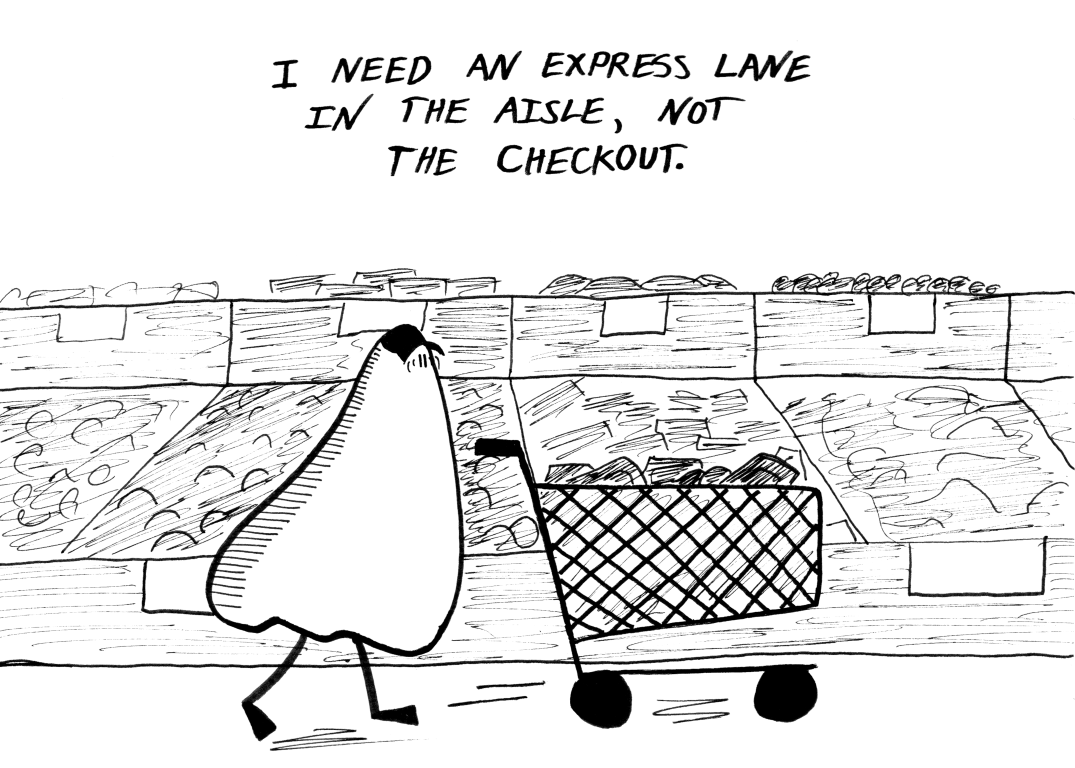 I NEED AN EXPRESS LANE
IN THE AISLE, NOT
THE CHECKOUT.